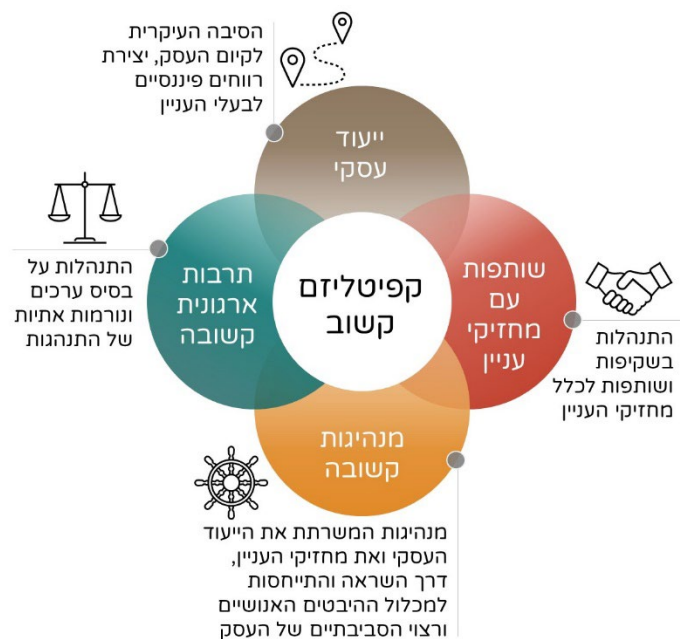 הסיבה העיקרית
לקיום העסק, יצירת
רווחים פיננסיים
לבעלי העניין
ייעוד
עסקי
שותפות
עם
מחזיקי
עניין
התנהלות
בשקיפות
ושותפות לכלל
מחזיקי העניין
קפיטליזם
קשוב
תרבות
ארגונית
קשובה
התנהלות על
בסיס ערכים
ונורמות אתיות
של התנהגות
מנהיגות
קשובה
מנהיגות המשרתת את הייעוד
העסקי ואת מחזיקי העניין,
דרך השראה והתייחסות
למכלול ההיבטים האנושיים
ורצוי הסביבתיים של העסק